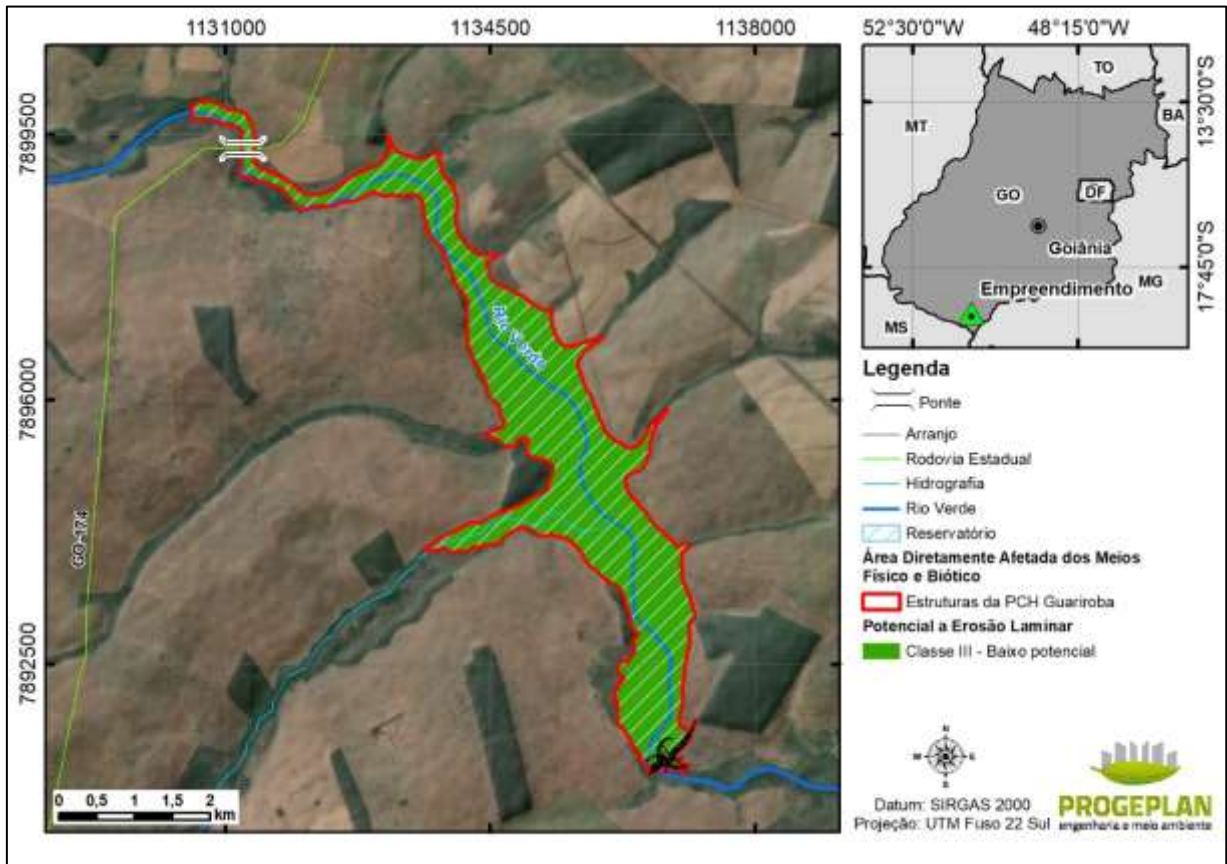 1131000
1134500
1138000
7899500
7896000
7892500
GO-174
Rio Verde
0 0,5 1 1,5 2
km
52°30'0"W
48°15'0"W
13°30'0"S
17°45'0"S
TO
BA
MT
GO
DF
Goiânia
MG
Empreendimento
MS
Legenda
Ponte
Arranjo
Rodovia Estadual
Hidrografia
Rio Verde
Reservatório
Área Diretamente Afetada dos Meios
Físico e Biótico
Estruturas da PCH Guariroba
Potencial a Erosão Laminar
Classe III - Baixo potencial
N
W
E
S
Datum: SIRGAS 2000
Projeção: UTM Fuso 22 Sul
PROGEPLAN
engenharia e meio ambiente